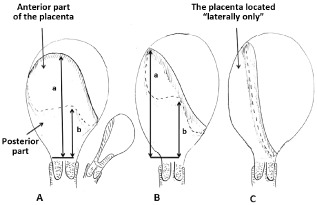 Anterior part
of the placenta
The placenta located
"laterally only"
a
b
a
b
Posterior
part
A
B
C